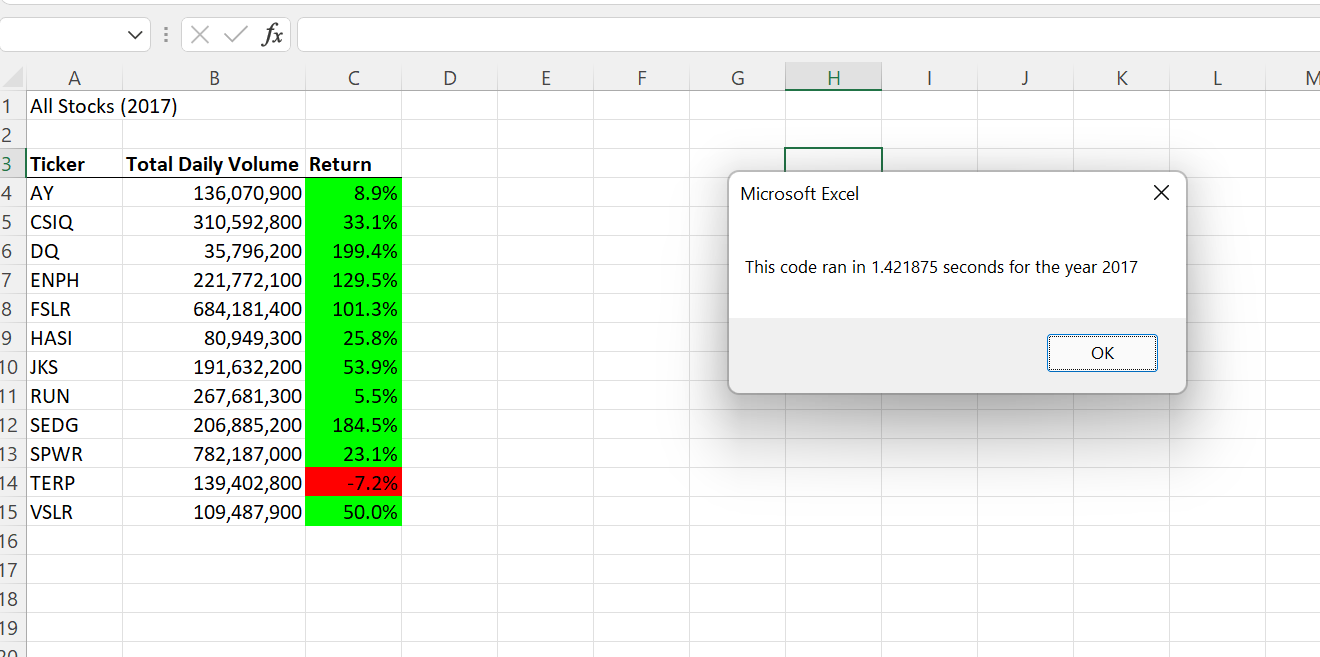 fx
A B C D E F G H I J K L M
1 All Stocks (2017)
2
3 Ticker Total Daily Volume Return
4 AY 136,070,900 8.9%
5 CSIQ 310,592,800 33.1%
6 DQ 35,796,200 199.4%
7 ENPH 221,772,100 129.5%
8 FSLR 684,181,400 101.3%
9 HASI 80,949,300 25.8%
10 JKS 191,632,200 53.9%
11 RUN 267,681,300 5.5%
12 SEDG 206,885,200 184.5%
13 SPWR 782,187,000 23.1%
14 TERP 139,402,800 -7.2%
15 VSLR 109,487,900 50.0%
16
17
18
19
20
Microsoft Excel
This code ran in 1.421875 seconds for the year 2017
OK